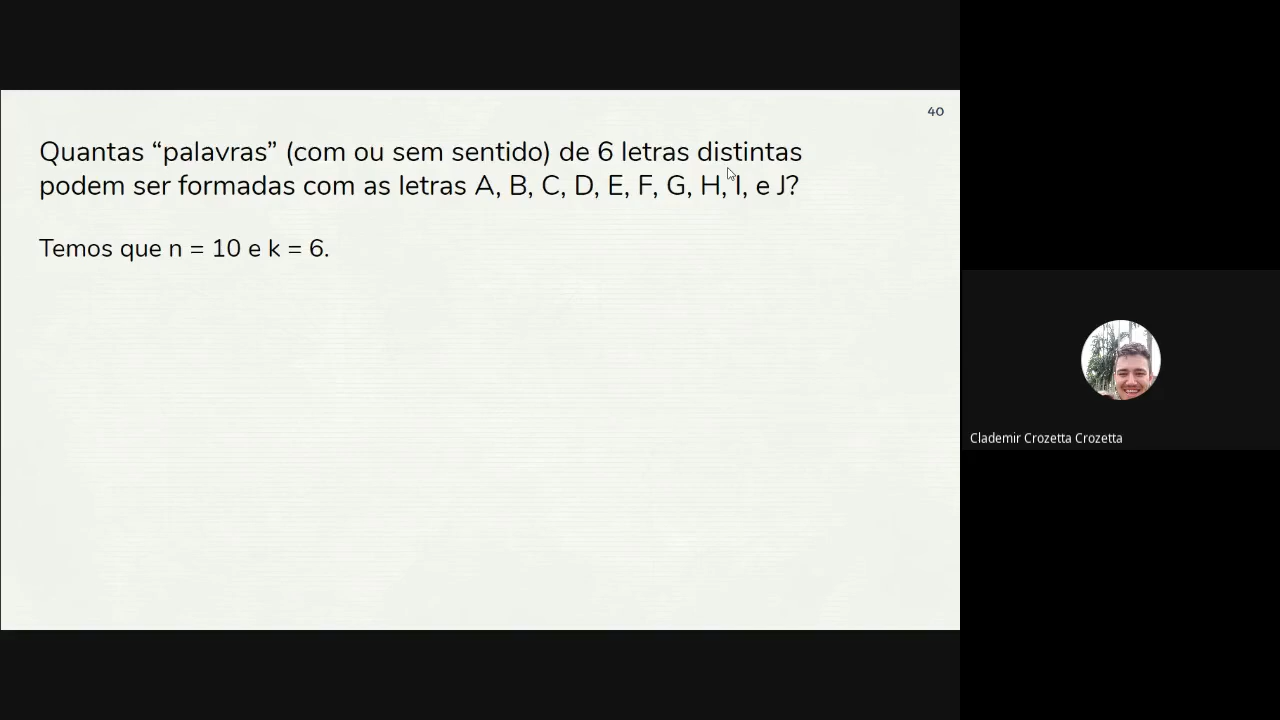 40
Quantas “palavras” (com ou sem sentido) de 6 letras distintas
podem ser formadas com as letras A, B, C, D, E, F, G, H, I, e J?
Temos que n = 10 e k = 6.
Clademir Crozetta Crozetta